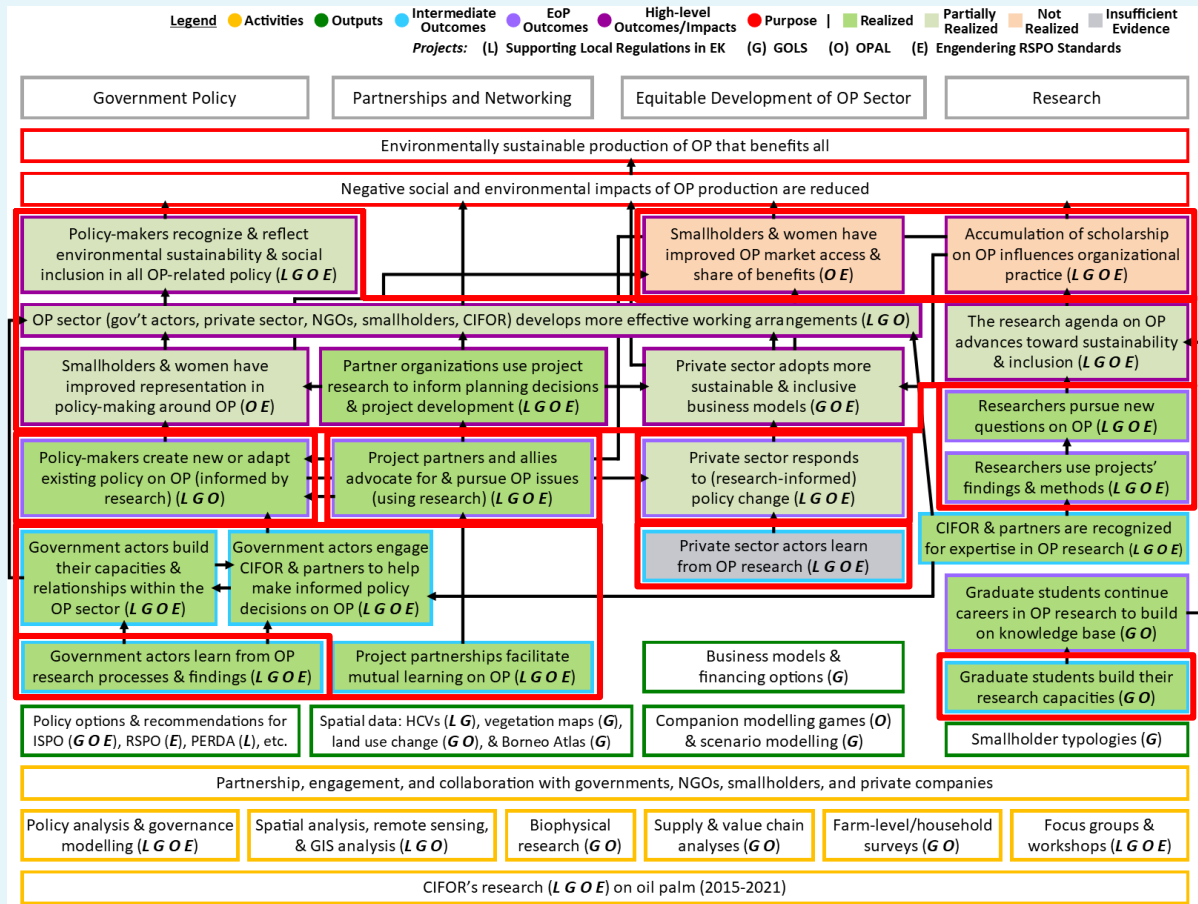 Legend Activities Outputs Intermediate Outcomes EoP Outcomes High-level Outcomes/Impacts Purpose | Realized Partially Realized Not Realized Insufficient Evidence
Projects: (L) Supporting Local Regulations in EK (G) GOLS (O) OPAL (E) Engendering RSPO Standards
Government Policy
Partnerships and Networking
Equitable Development of OP Sector
Research
Environmentally sustainable production of OP that benefits all
Negative social and environmental impacts of OP production are reduced
Policy-makers recognize & reflect
environmental sustainability & social
inclusion in all OP-related policy (L G O E)
Smallholders & women have
improved OP market access &
share of benefits (O E)
Accumulation of scholarship
on OP influences organizational
practice (L G O E)
OP sector (gov't actors, private sector, NGOs, smallholders, CIFOR) develops more effective working arrangements (L G O)
The research agenda on OP
advances toward sustainability
& inclusion (L G O E)
Smallholders & women have
improved representation in
policy-making around OP (O E)
Partner organizations use project
research to inform planning decisions
& project development (L G O E)
Private sector adopts more
sustainable & inclusive
business models (G O E)
Researchers pursue new
questions on OP (L G O E)
Policy-makers create new or adapt
existing policy on OP (informed by
research) (L G O)
Project partners and allies
advocate for & pursue OP issues
(using research) (L G O E)
Private sector responds
to (research-informed)
policy change (L G O E)
Researchers use projects'
findings & methods (L G O E)
Government actors build
their capacities &
relationships within the
OP sector (L G O E)
Government actors engage
CIFOR & partners to help
make informed policy
decisions on OP (L G O E)
Private sector actors learn
from OP research (L G O E)
CIFOR & partners are recognized
for expertise in OP research (L G O E)
Graduate students continue
careers in OP research to build
on knowledge base (G O)
Government actors learn from OP
research processes & findings (L G O E)
Project partnerships facilitate
mutual learning on OP (L G O E)
Business models &
financing options (G)
Graduate students build their
research capacities (G O)
Policy options & recommendations for
ISPO (G O E), RSPO (E), PERDA (L), etc.
Spatial data: HCVs (L G), vegetation maps (G),
land use change (G O), & Borneo Atlas (G)
Companion modelling games (O)
& scenario modelling (G)
Smallholder typologies (G)
Partnership, engagement, and collaboration with governments, NGOs, smallholders, and private companies
Policy analysis & governance
modelling (L G O E)
Spatial analysis, remote sensing,
& GIS analysis (L G O)
Biophysical
research (G O)
Supply & value chain
analyses (G O)
Farm-level/household
surveys (G O)
Focus groups &
workshops (L G O E)
CIFOR's research (L G O E) on oil palm (2015-2021)